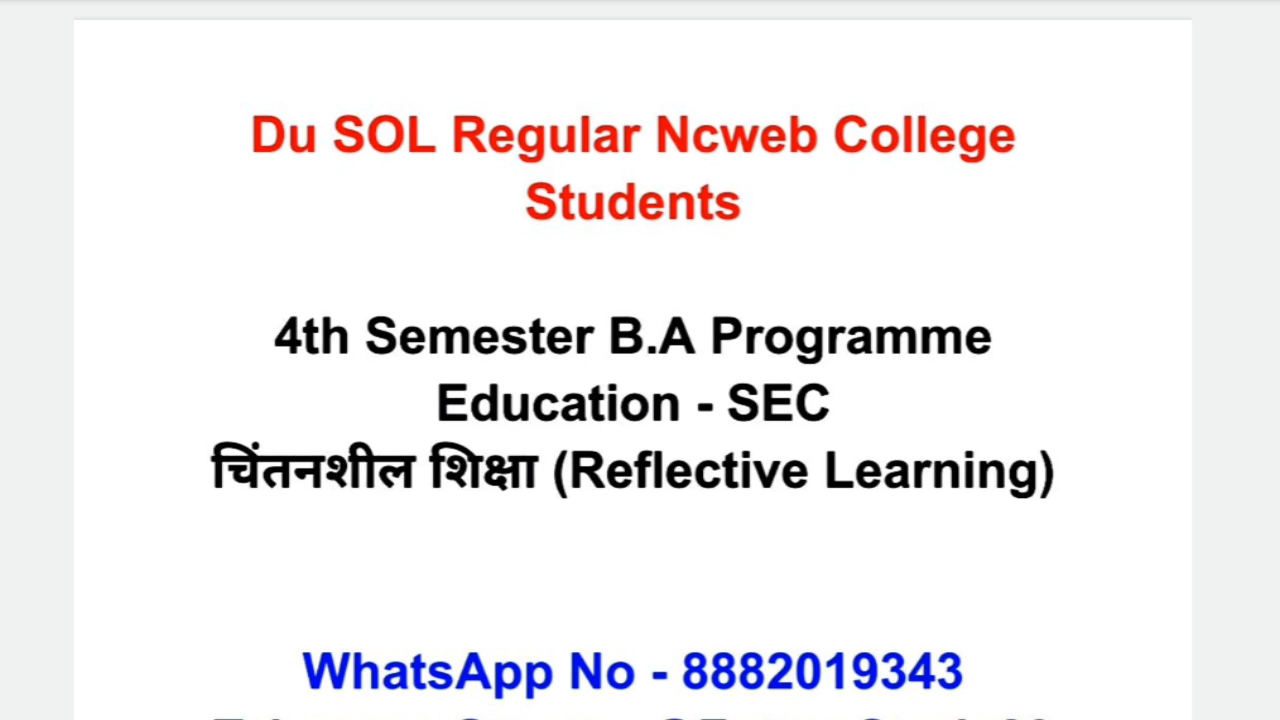 Du SOL Regular Ncweb College
Students
4th Semester B.A Programme
Education - SEC
चिंतनशील शिक्षा (Reflective Learning)
WhatsApp No - 8882019343